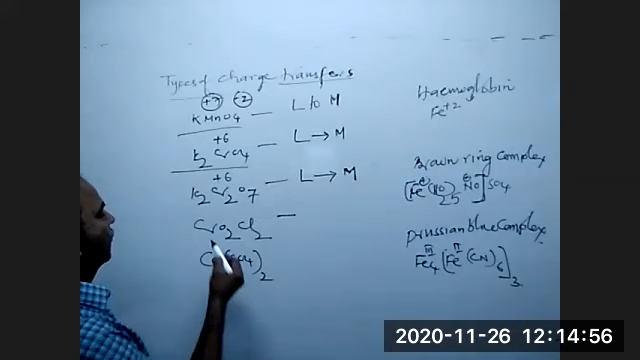 Types of charge transfers
+7 -2
KMnO4 — L to M
+6
K2CrO4 — L → M
+6
K2Cr2O7 — L → M
CrO2Cl2 —
Haemoglobin
Fe+2
Brown ring complex
[Fe(H2O)5 NO]SO4
prussian blue complex
III II
Fe4[Fe(CN)6]3
2020-11-26 12:14:56